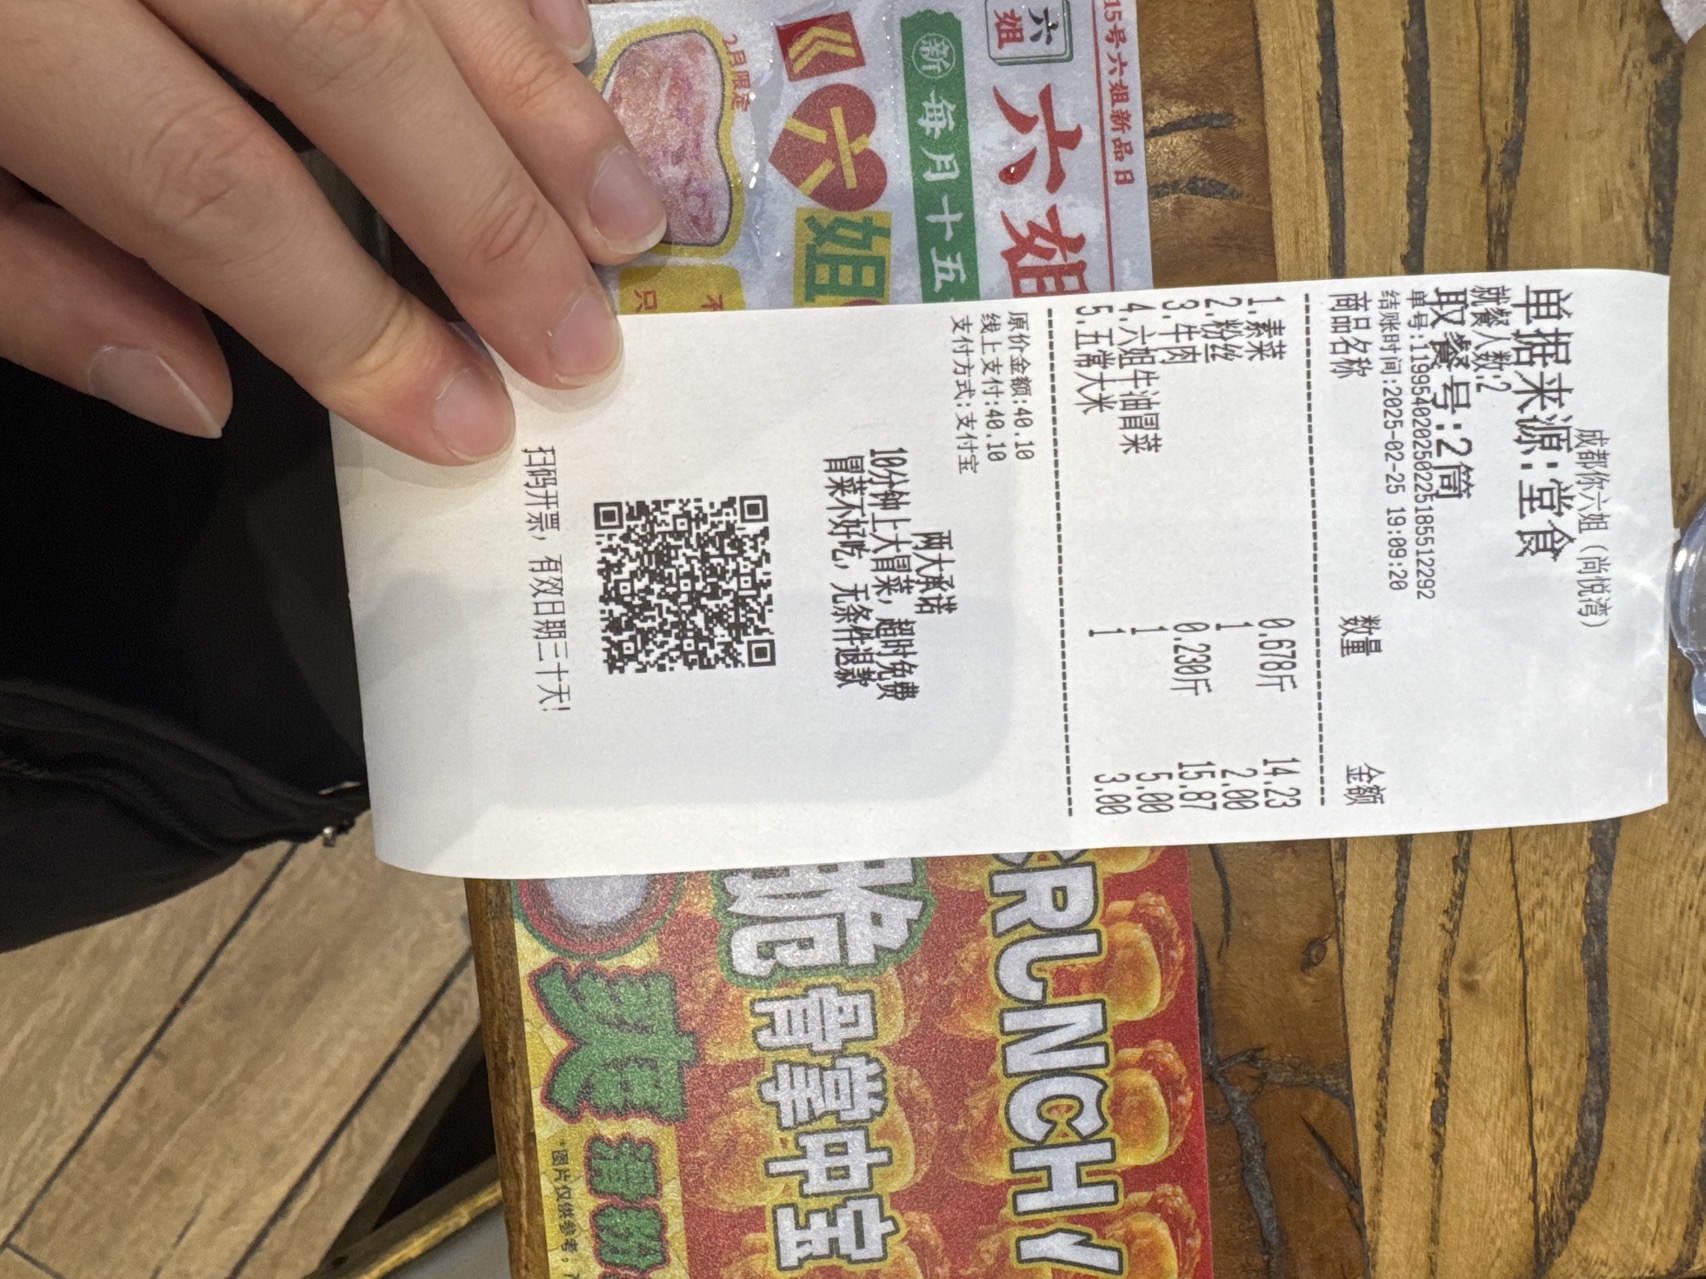 成都你六姐（尚悦湾）
单据来源：堂食
就餐人数:2
取餐号:2筒
单号:11995402025022518551229​2
结账时间:2025-02-25 19:09:20
商品名称 数量 金额
1.素菜 0.678斤 14.23
2.粉丝 1 2.00
3.牛肉 0.230斤 15.87
4.六姐牛油冒菜 1 5.00
5.五常大米 1 3.00
原价金额:40.10
线上支付:40.10
支付方式:支付宝
两大承诺
10分钟上大冒菜，超时免费
冒菜不好吃，无条件退款
扫码开票，有效日期三十天!
15号六姐新品日
六姐
六姐
新 每月十五
六姐
2月限定
CRUNCHY
脆骨掌中宝
爽